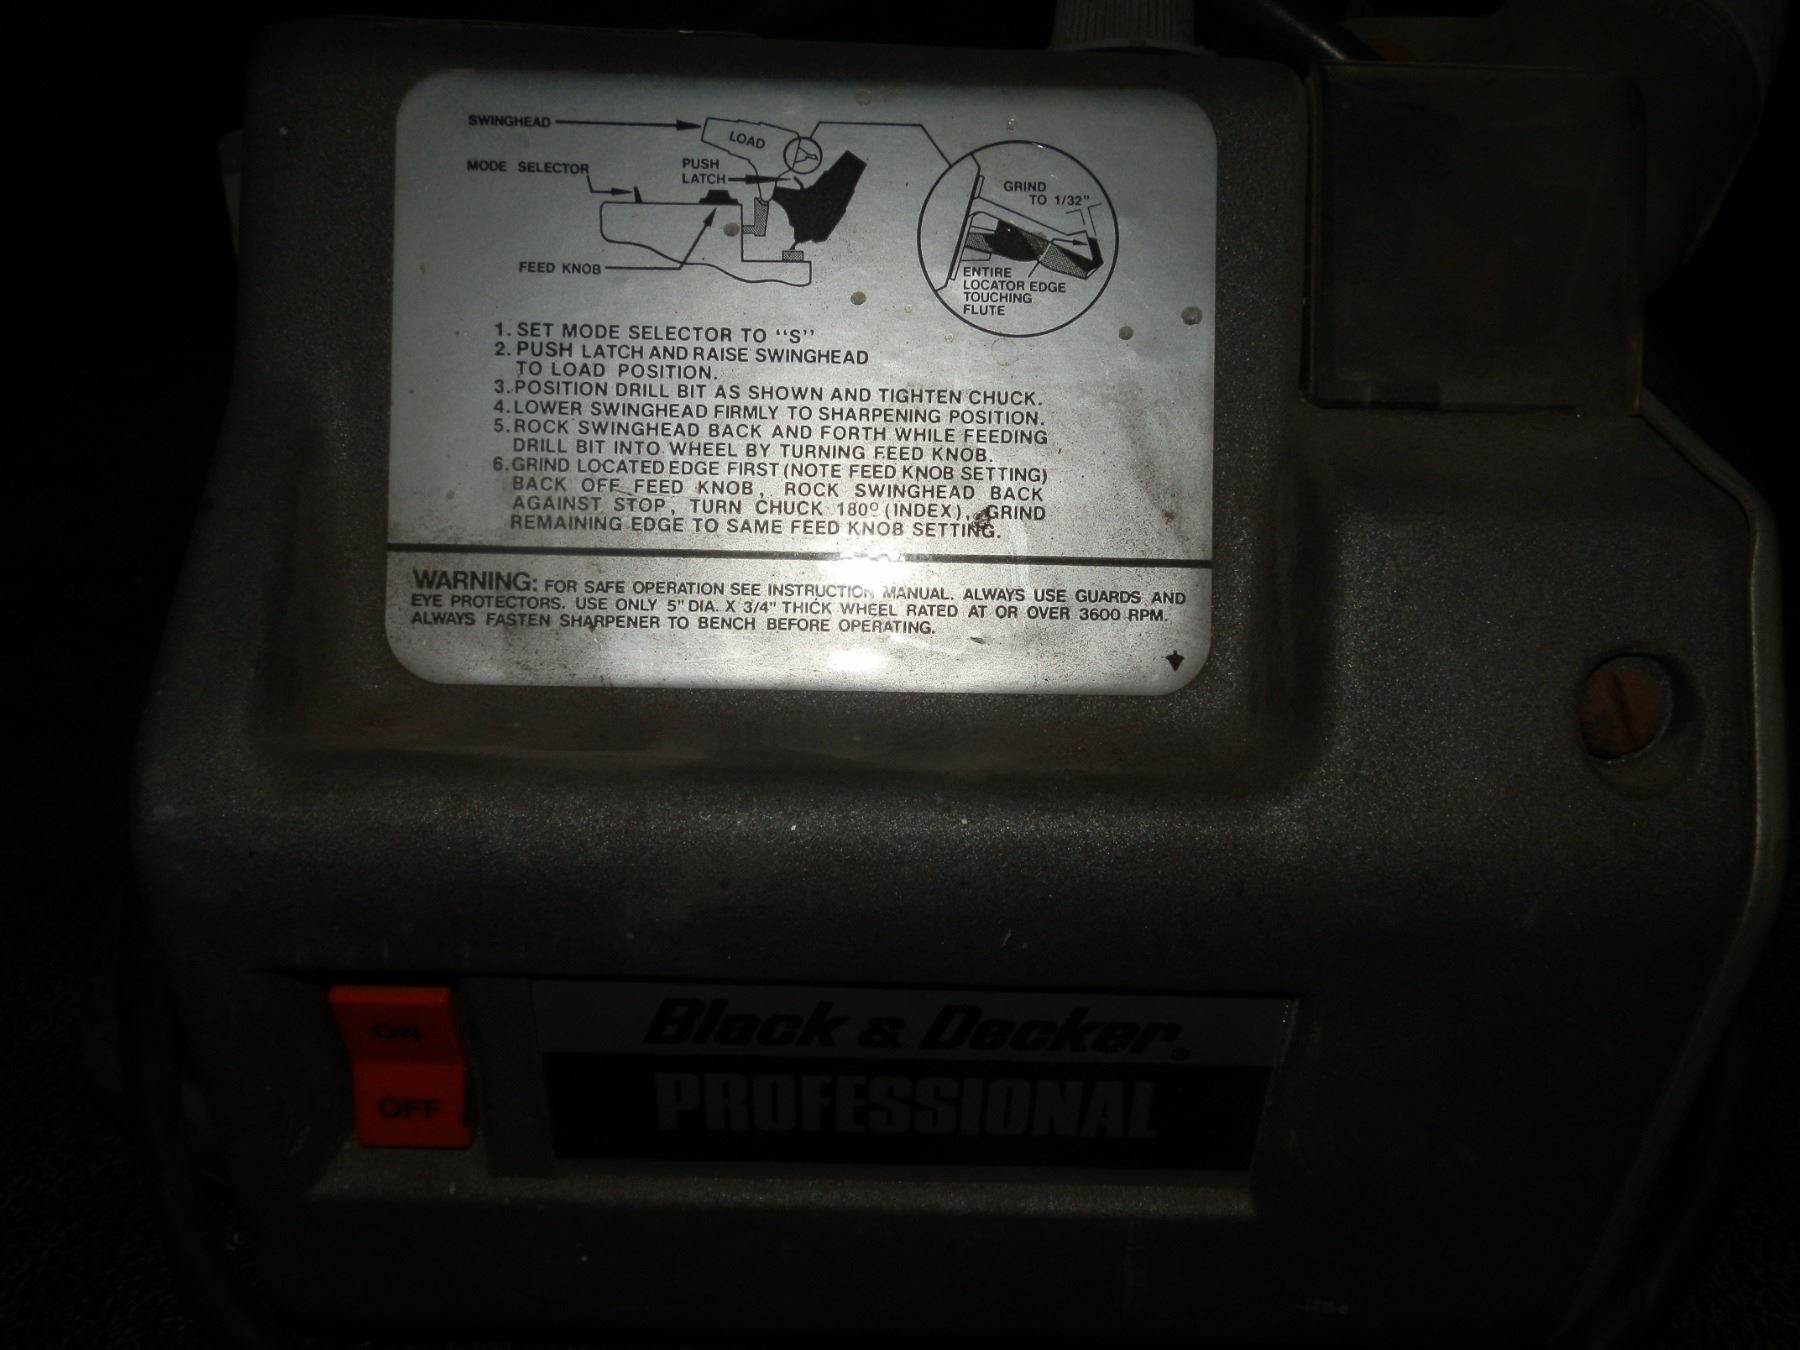 SWINGHEAD
LOAD
MODE SELECTOR
PUSH
LATCH
FEED KNOB
GRIND
TO 1/32"
ENTIRE
LOCATOR EDGE
TOUCHING
FLUTE
1. SET MODE SELECTOR TO "S"
2. PUSH LATCH AND RAISE SWINGHEAD
TO LOAD POSITION.
3. POSITION DRILL BIT AS SHOWN AND TIGHTEN CHUCK.
4. LOWER SWINGHEAD FIRMLY TO SHARPENING POSITION.
5. ROCK SWINGHEAD BACK AND FORTH WHILE FEEDING
DRILL BIT INTO WHEEL BY TURNING FEED KNOB.
6. GRIND LOCATED EDGE FIRST (NOTE FEED KNOB SETTING)
BACK OFF FEED KNOB, ROCK SWINGHEAD BACK
AGAINST STOP, TURN CHUCK 180º (INDEX), GRIND
REMAINING EDGE TO SAME FEED KNOB SETTING.
WARNING: FOR SAFE OPERATION SEE INSTRUCTION MANUAL. ALWAYS USE GUARDS AND
EYE PROTECTORS. USE ONLY 5" DIA. X 3/4" THICK WHEEL RATED AT OR OVER 3600 RPM.
ALWAYS FASTEN SHARPENER TO BENCH BEFORE OPERATING.
ON
OFF
Black & Decker®
PROFESSIONAL